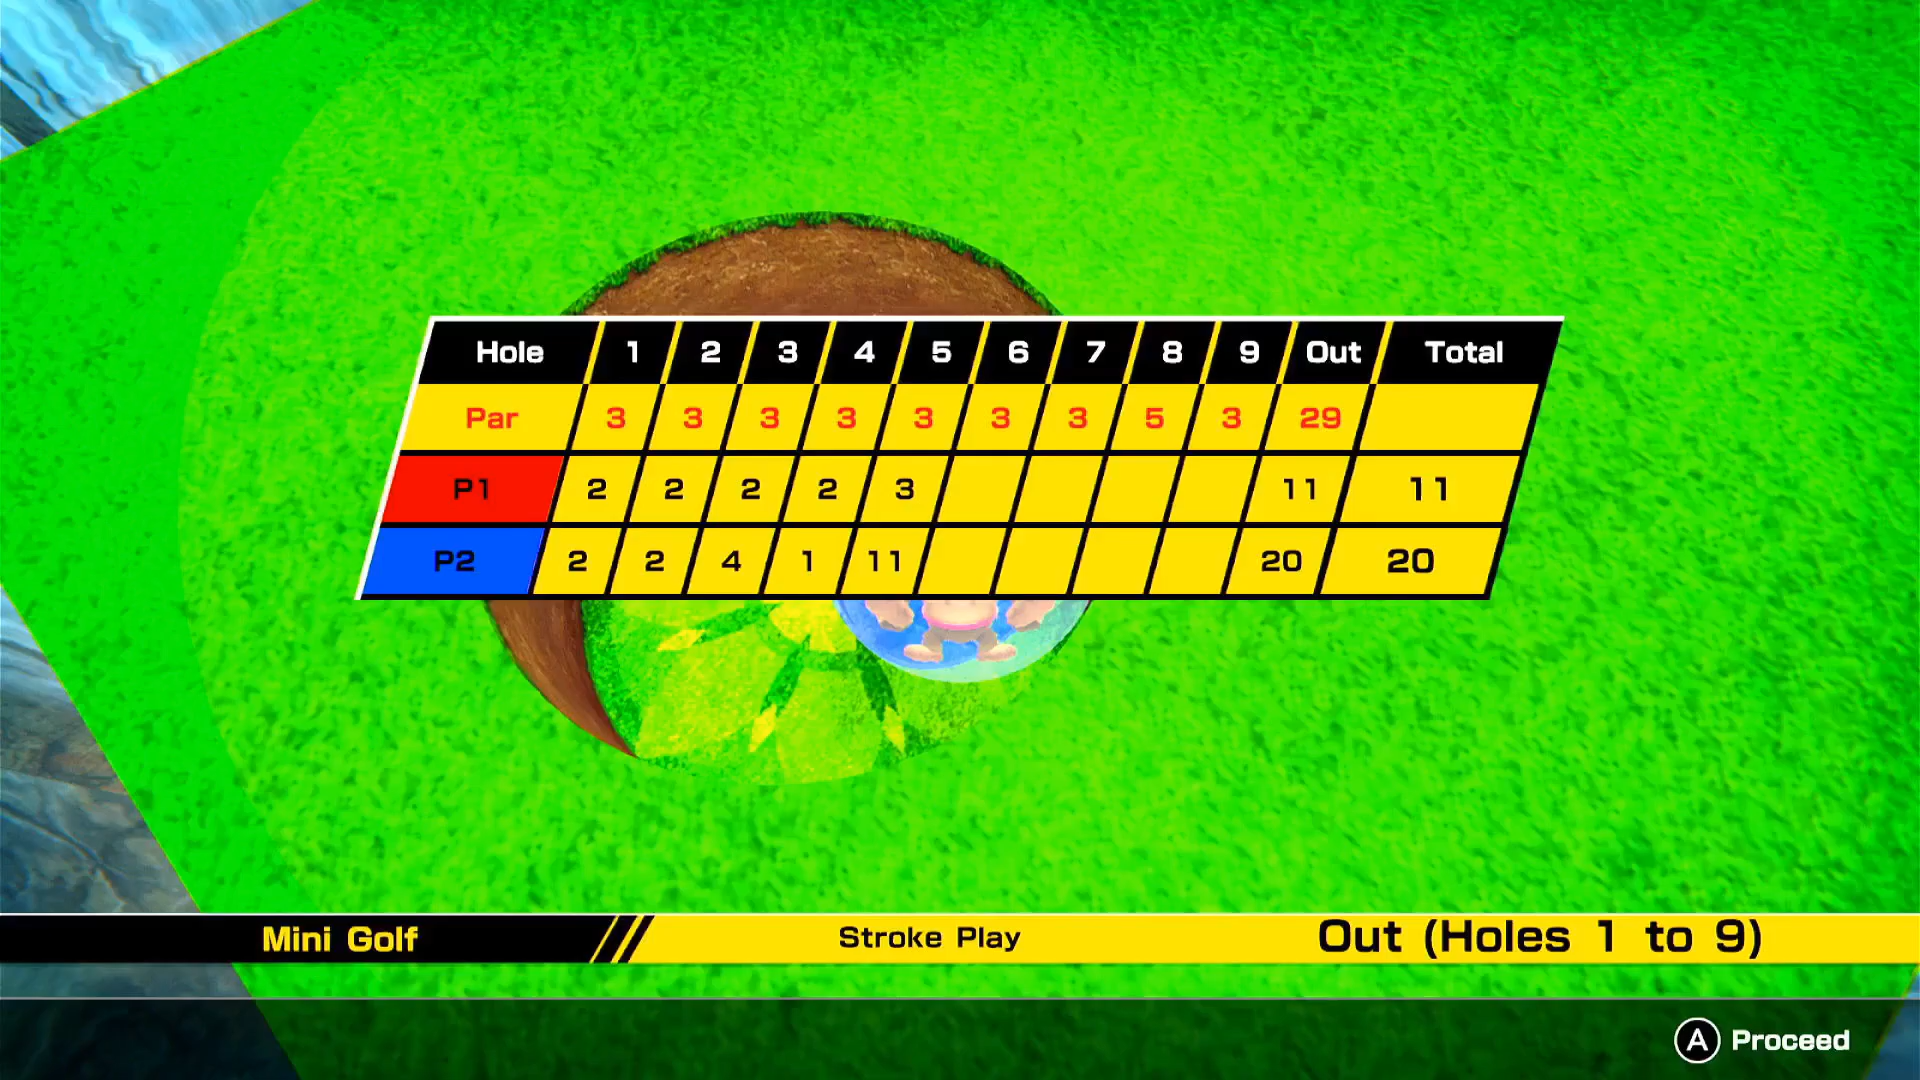 Hole 1 2 3 4 5 6 7 8 9 Out Total
Par 3 3 3 3 3 3 3 5 3 29
P1 2 2 2 2 3 11 11
P2 2 2 4 1 11 20 20
Mini Golf Stroke Play Out (Holes 1 to 9)
A Proceed